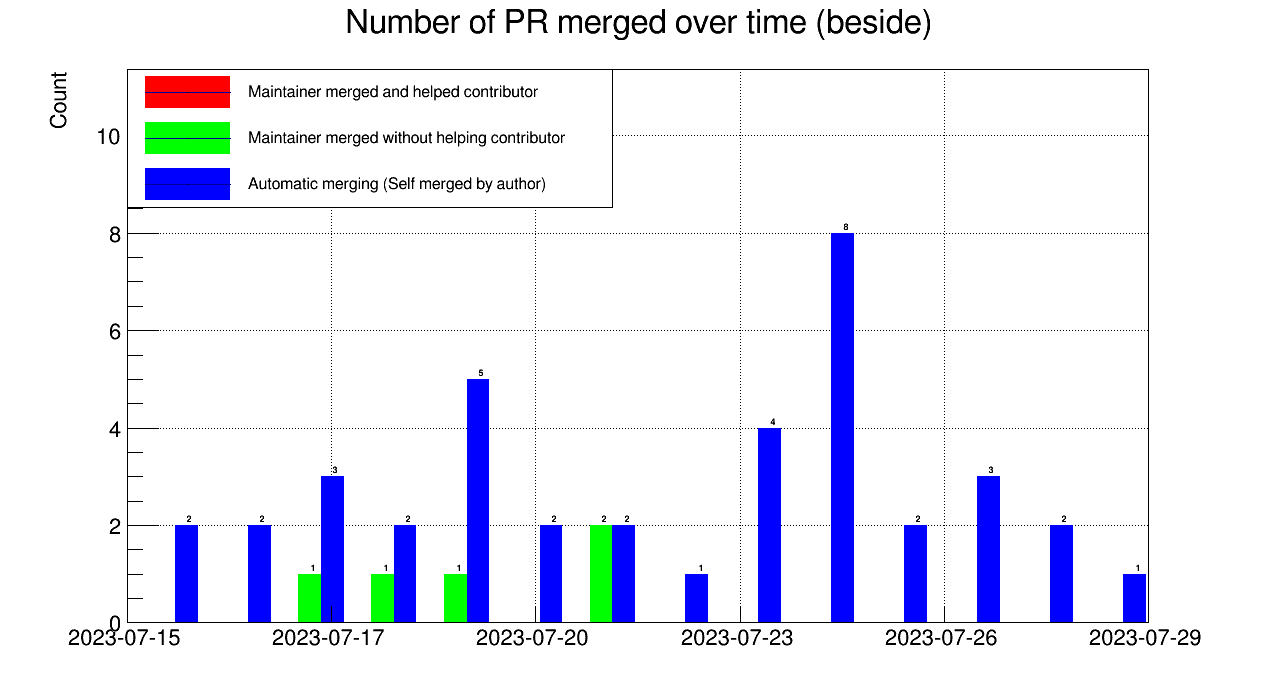 Number of PR merged over time (beside)
Count
Maintainer merged and helped contributor
Maintainer merged without helping contributor
Automatic merging (Self merged by author)
10
8
6
4
2
0
2 2 1 3 1 2 1 5 2 2 2 1 4 8 2 3 2 1
2023-07-15 2023-07-17 2023-07-20 2023-07-23 2023-07-26 2023-07-29